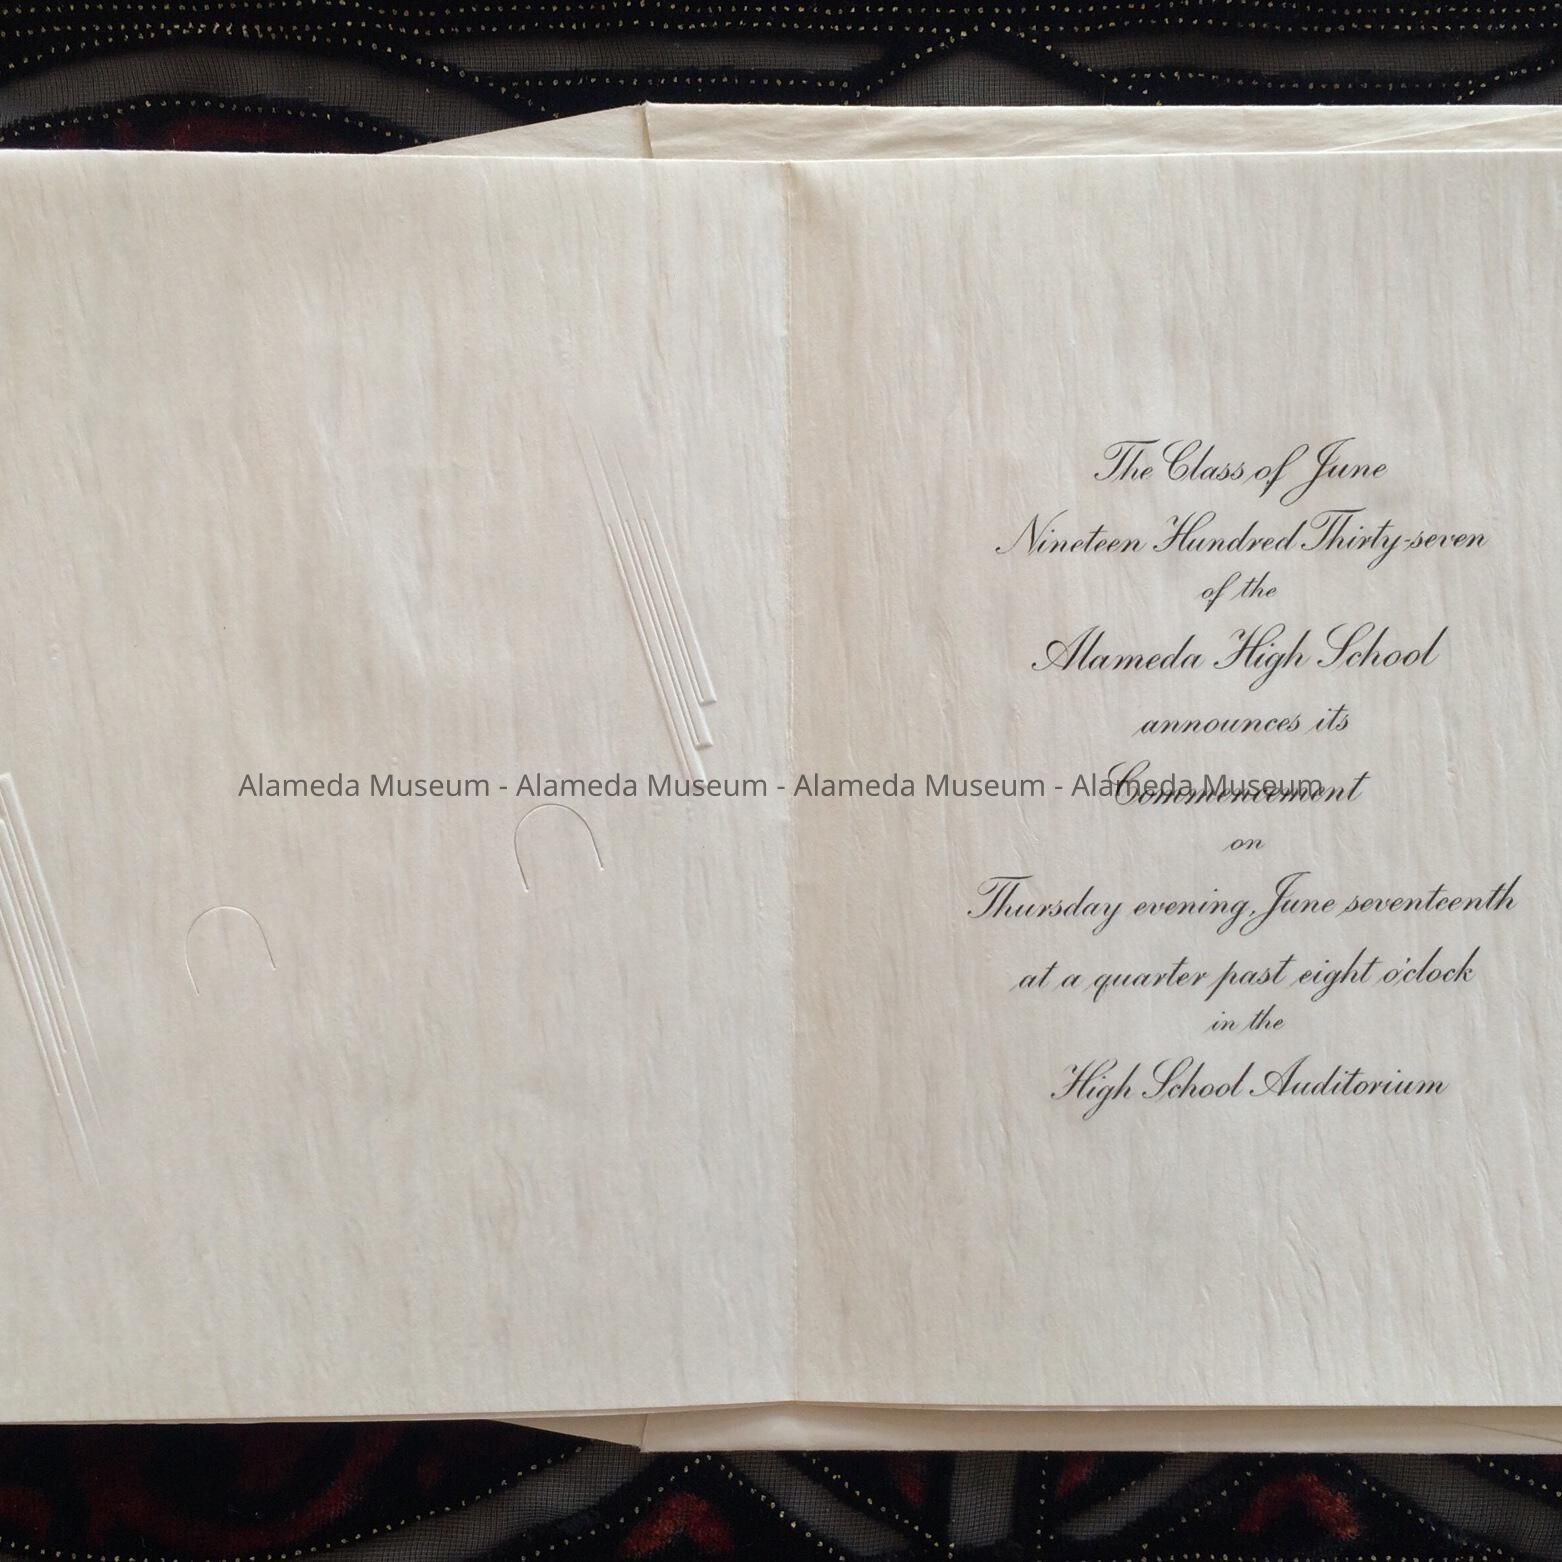 The Class of June
Nineteen Hundred Thirty-seven
of the
Alameda High School
announces its
Alameda Museum - Alameda Museum - Alameda Museum - Alameda Museum
Commencement
on
Thursday evening, June seventeenth
at a quarter past eight o'clock
in the
High School Auditorium